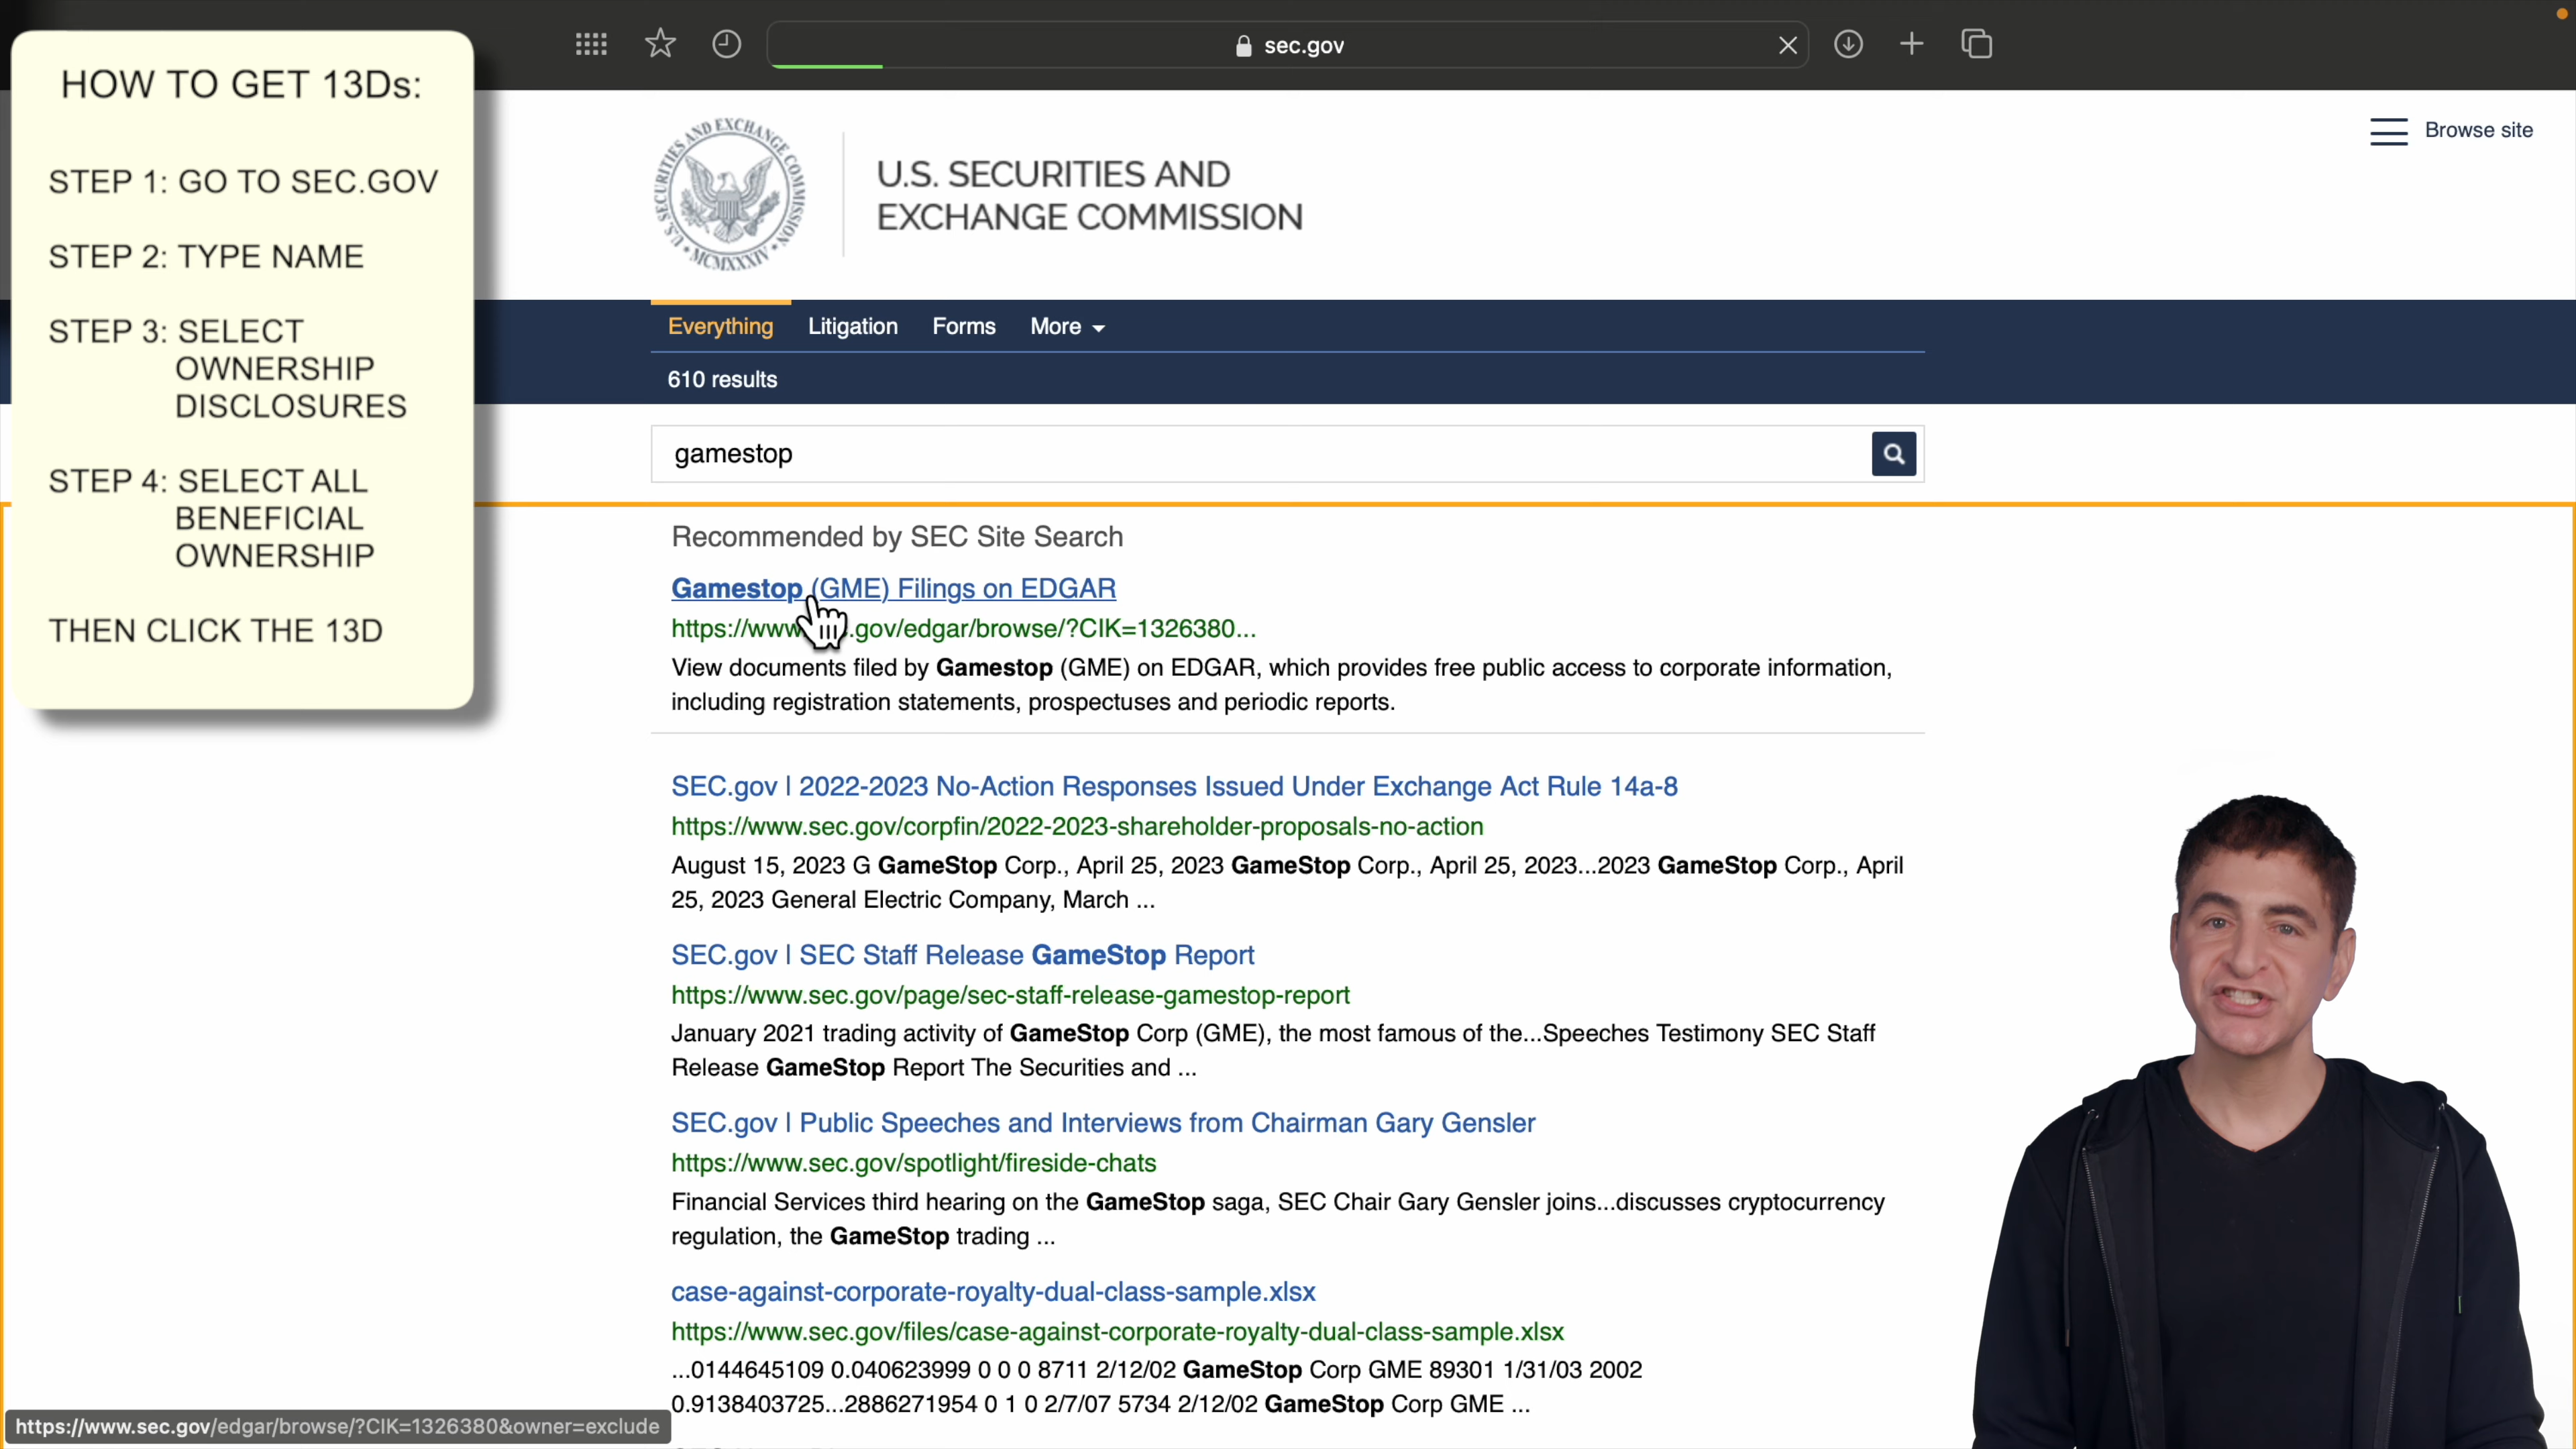 HOW TO GET 13Ds:
STEP 1: GO TO SEC.GOV
STEP 2: TYPE NAME
STEP 3: SELECT
OWNERSHIP
DISCLOSURES
STEP 4: SELECT ALL
BENEFICIAL
OWNERSHIP
THEN CLICK THE 13D
sec.gov
Browse site
U.S. SECURITIES AND EXCHANGE COMMISSION
MCMXXXIV
U.S. SECURITIES AND
EXCHANGE COMMISSION
Everything Litigation Forms More
610 results
gamestop
Recommended by SEC Site Search
Gamestop (GME) Filings on EDGAR
https://www .gov/edgar/browse/?CIK=1326380...
View documents filed by Gamestop (GME) on EDGAR, which provides free public access to corporate information,
including registration statements, prospectuses and periodic reports.
SEC.gov | 2022-2023 No-Action Responses Issued Under Exchange Act Rule 14a-8
https://www.sec.gov/corpfin/2022-2023-shareholder-proposals-no-action
August 15, 2023 G GameStop Corp., April 25, 2023 GameStop Corp., April 25, 2023...2023 GameStop Corp., April
25, 2023 General Electric Company, March ...
SEC.gov | SEC Staff Release GameStop Report
https://www.sec.gov/page/sec-staff-release-gamestop-report
January 2021 trading activity of GameStop Corp (GME), the most famous of the...Speeches Testimony SEC Staff
Release GameStop Report The Securities and ...
SEC.gov | Public Speeches and Interviews from Chairman Gary Gensler
https://www.sec.gov/spotlight/fireside-chats
Financial Services third hearing on the GameStop saga, SEC Chair Gary Gensler joins...discusses cryptocurrency
regulation, the GameStop trading ...
case-against-corporate-royalty-dual-class-sample.xlsx
https://www.sec.gov/files/case-against-corporate-royalty-dual-class-sample.xlsx
...0144645109 0.040623999 0 0 0 8711 2/12/02 GameStop Corp GME 89301 1/31/03 2002
0.9138403725...2886271954 0 1 0 2/7/07 5734 2/12/02 GameStop Corp GME ...
https://www.sec.gov/edgar/browse/?CIK=1326380&owner=exclude